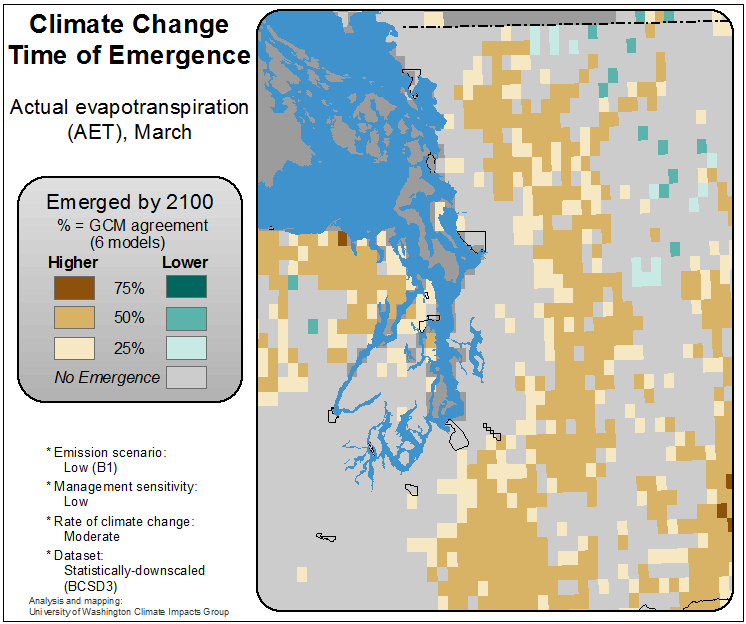 Climate Change
Time of Emergence
Actual evapotranspiration
(AET), March
Emerged by 2100
% = GCM agreement
(6 models)
Higher Lower
75%
50%
25%
No Emergence
* Emission scenario:
Low (B1)
* Management sensitivity:
Low
* Rate of climate change:
Moderate
* Dataset:
Statistically-downscaled
(BCSD3)
Analysis and mapping:
University of Washington Climate Impacts Group